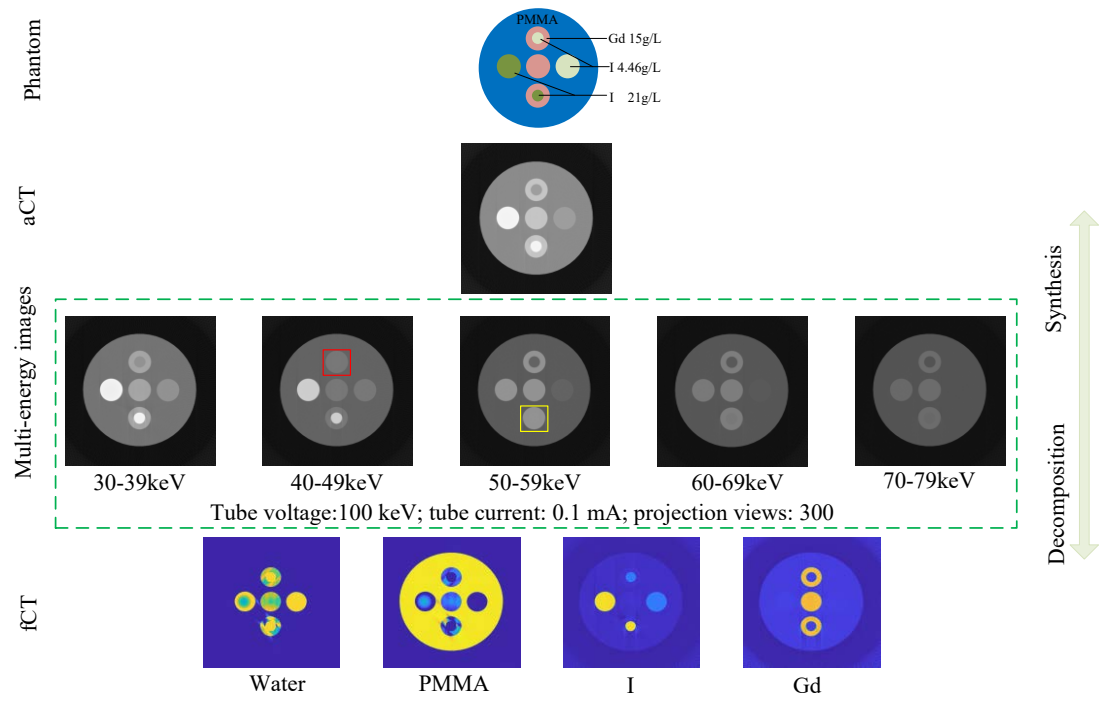 Phantom
PMMA
Gd 15g/L
I 4.46g/L
I 21g/L
aCT
Multi-energy images
30-39keV
40-49keV
50-59keV
60-69keV
70-79keV
Tube voltage:100 keV; tube current: 0.1 mA; projection views: 300
Synthesis
Decomposition
fCT
Water
PMMA
I
Gd